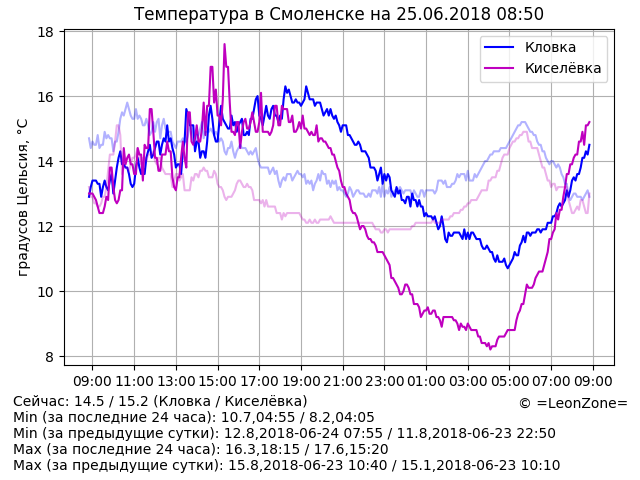 Температура в Смоленске на 25.06.2018 08:50
Кловка
Киселёвка
градусов Цельсия, °C
18
16
14
12
10
8
09:00 11:00 13:00 15:00 17:00 19:00 21:00 23:00 01:00 03:00 05:00 07:00 09:00
Сейчас: 14.5 / 15.2 (Кловка / Киселёвка)
© =LeonZone=
Min (за последние 24 часа): 10.7,04:55 / 8.2,04:05
Min (за предыдущие сутки): 12.8,2018-06-24 07:55 / 11.8,2018-06-23 22:50
Max (за последние 24 часа): 16.3,18:15 / 17.6,15:20
Max (за предыдущие сутки): 15.8,2018-06-23 10:40 / 15.1,2018-06-23 10:10